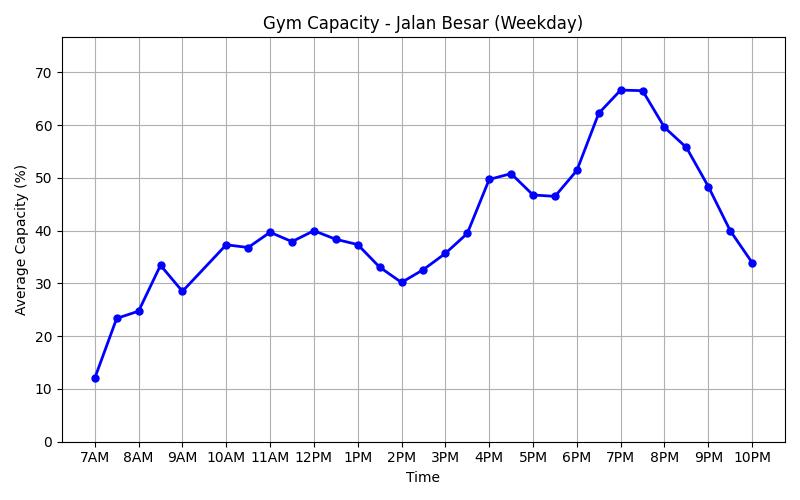 Gym Capacity - Jalan Besar (Weekday)
Average Capacity (%)
70
60
50
40
30
20
10
0
7AM 8AM 9AM 10AM 11AM 12PM 1PM 2PM 3PM 4PM 5PM 6PM 7PM 8PM 9PM 10PM
Time